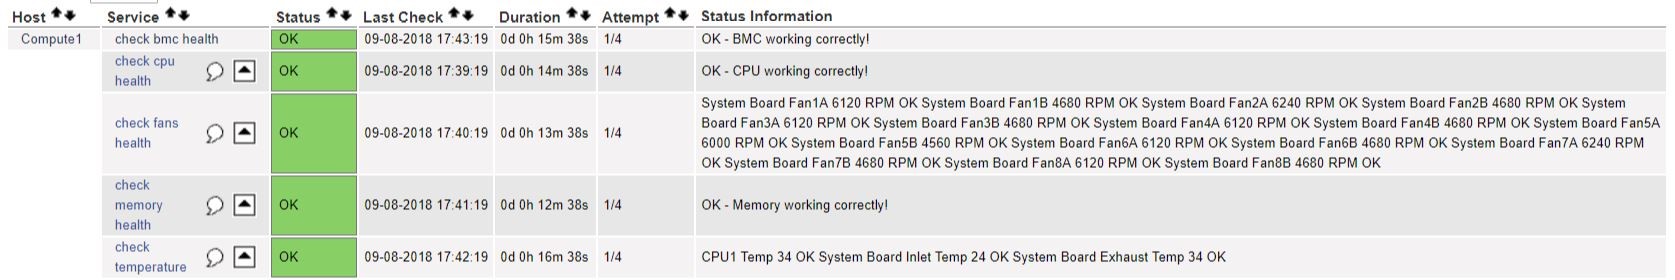 Host Service Status Last Check Duration Attempt Status Information
Compute1 check bmc health OK 09-08-2018 17:43:19 0d 0h 15m 38s 1/4 OK - BMC working correctly!
check cpu
health
OK 09-08-2018 17:39:19 0d 0h 14m 38s 1/4 OK - CPU working correctly!
check fans
health
OK 09-08-2018 17:40:19 0d 0h 13m 38s 1/4
System Board Fan1A 6120 RPM OK System Board Fan1B 4680 RPM OK System Board Fan2A 6240 RPM OK System Board Fan2B 4680 RPM OK System
Board Fan3A 6120 RPM OK System Board Fan3B 4680 RPM OK System Board Fan4A 6120 RPM OK System Board Fan4B 4680 RPM OK System Board Fan5A
6000 RPM OK System Board Fan5B 4560 RPM OK System Board Fan6A 6120 RPM OK System Board Fan6B 4680 RPM OK System Board Fan7A 6240 RPM
OK System Board Fan7B 4680 RPM OK System Board Fan8A 6120 RPM OK System Board Fan8B 4680 RPM OK
check
memory
health
OK 09-08-2018 17:41:19 0d 0h 12m 38s 1/4 OK - Memory working correctly!
check
temperature
OK 09-08-2018 17:42:19 0d 0h 16m 38s 1/4 CPU1 Temp 34 OK System Board Inlet Temp 24 OK System Board Exhaust Temp 34 OK